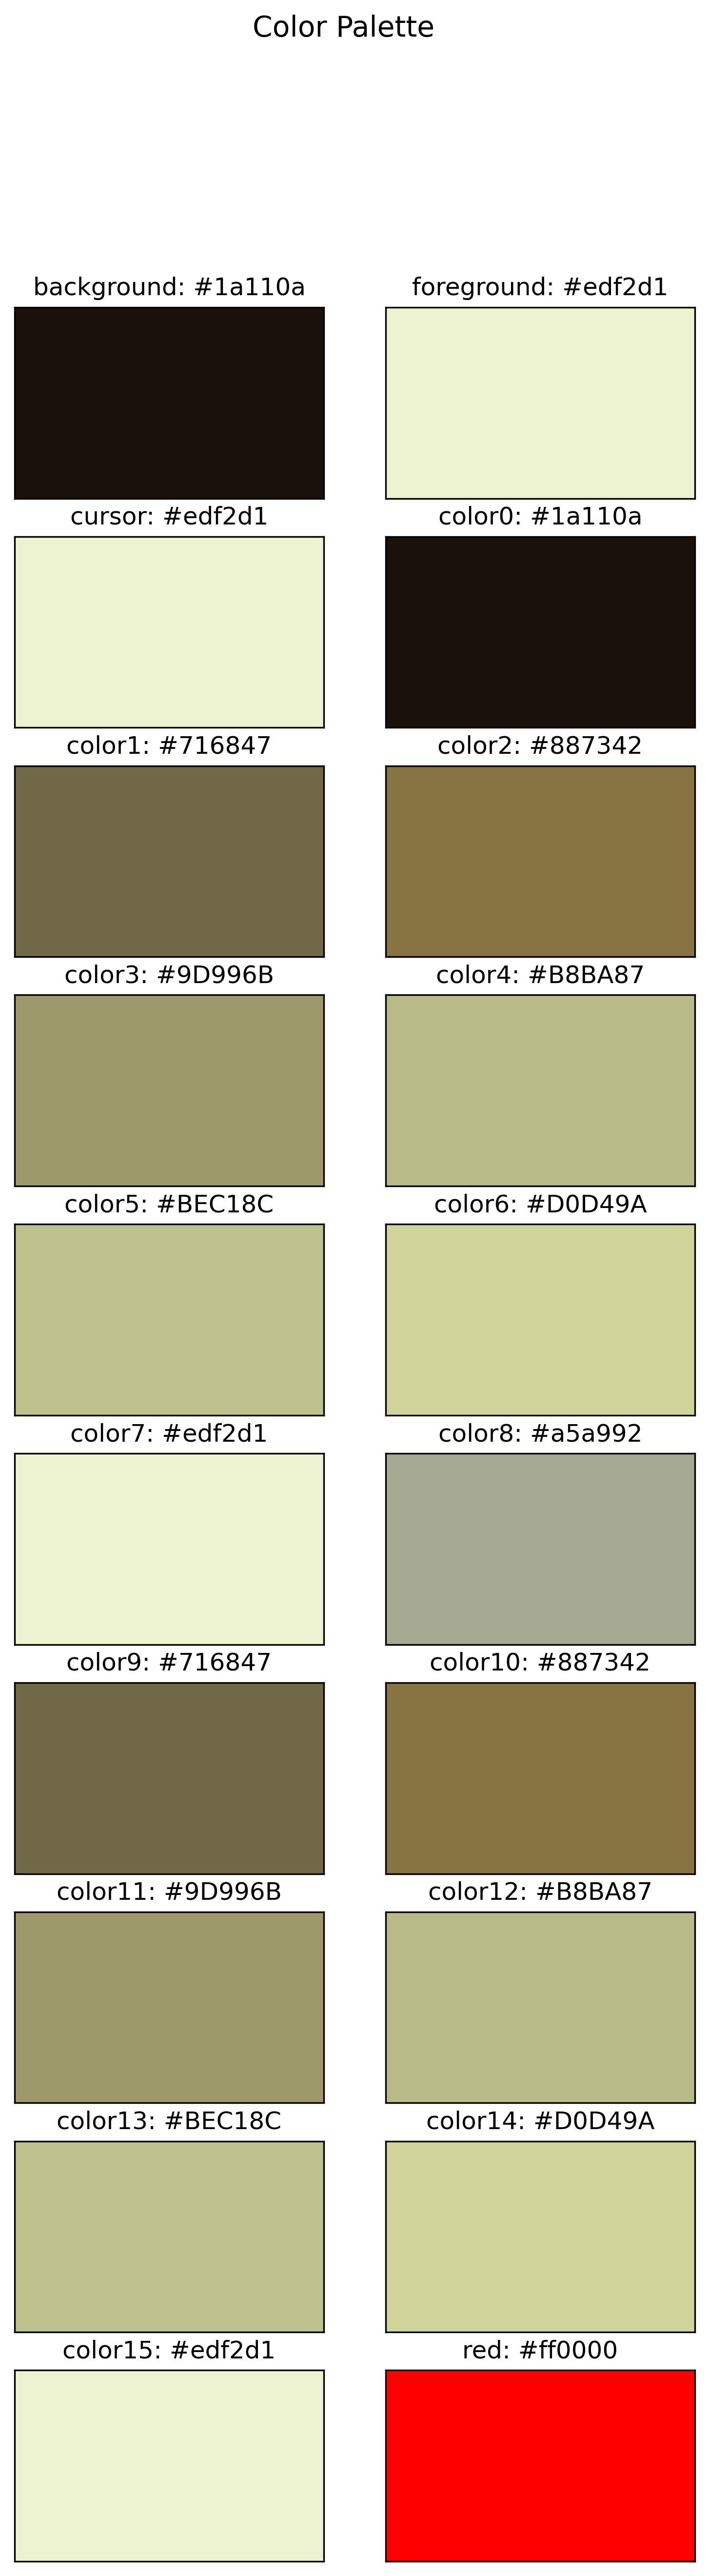 Color Palette
background: #1a110a
foreground: #edf2d1
cursor: #edf2d1
color0: #1a110a
color1: #716847
color2: #887342
color3: #9D996B
color4: #B8BA87
color5: #BEC18C
color6: #D0D49A
color7: #edf2d1
color8: #a5a992
color9: #716847
color10: #887342
color11: #9D996B
color12: #B8BA87
color13: #BEC18C
color14: #D0D49A
color15: #edf2d1
red: #ff0000